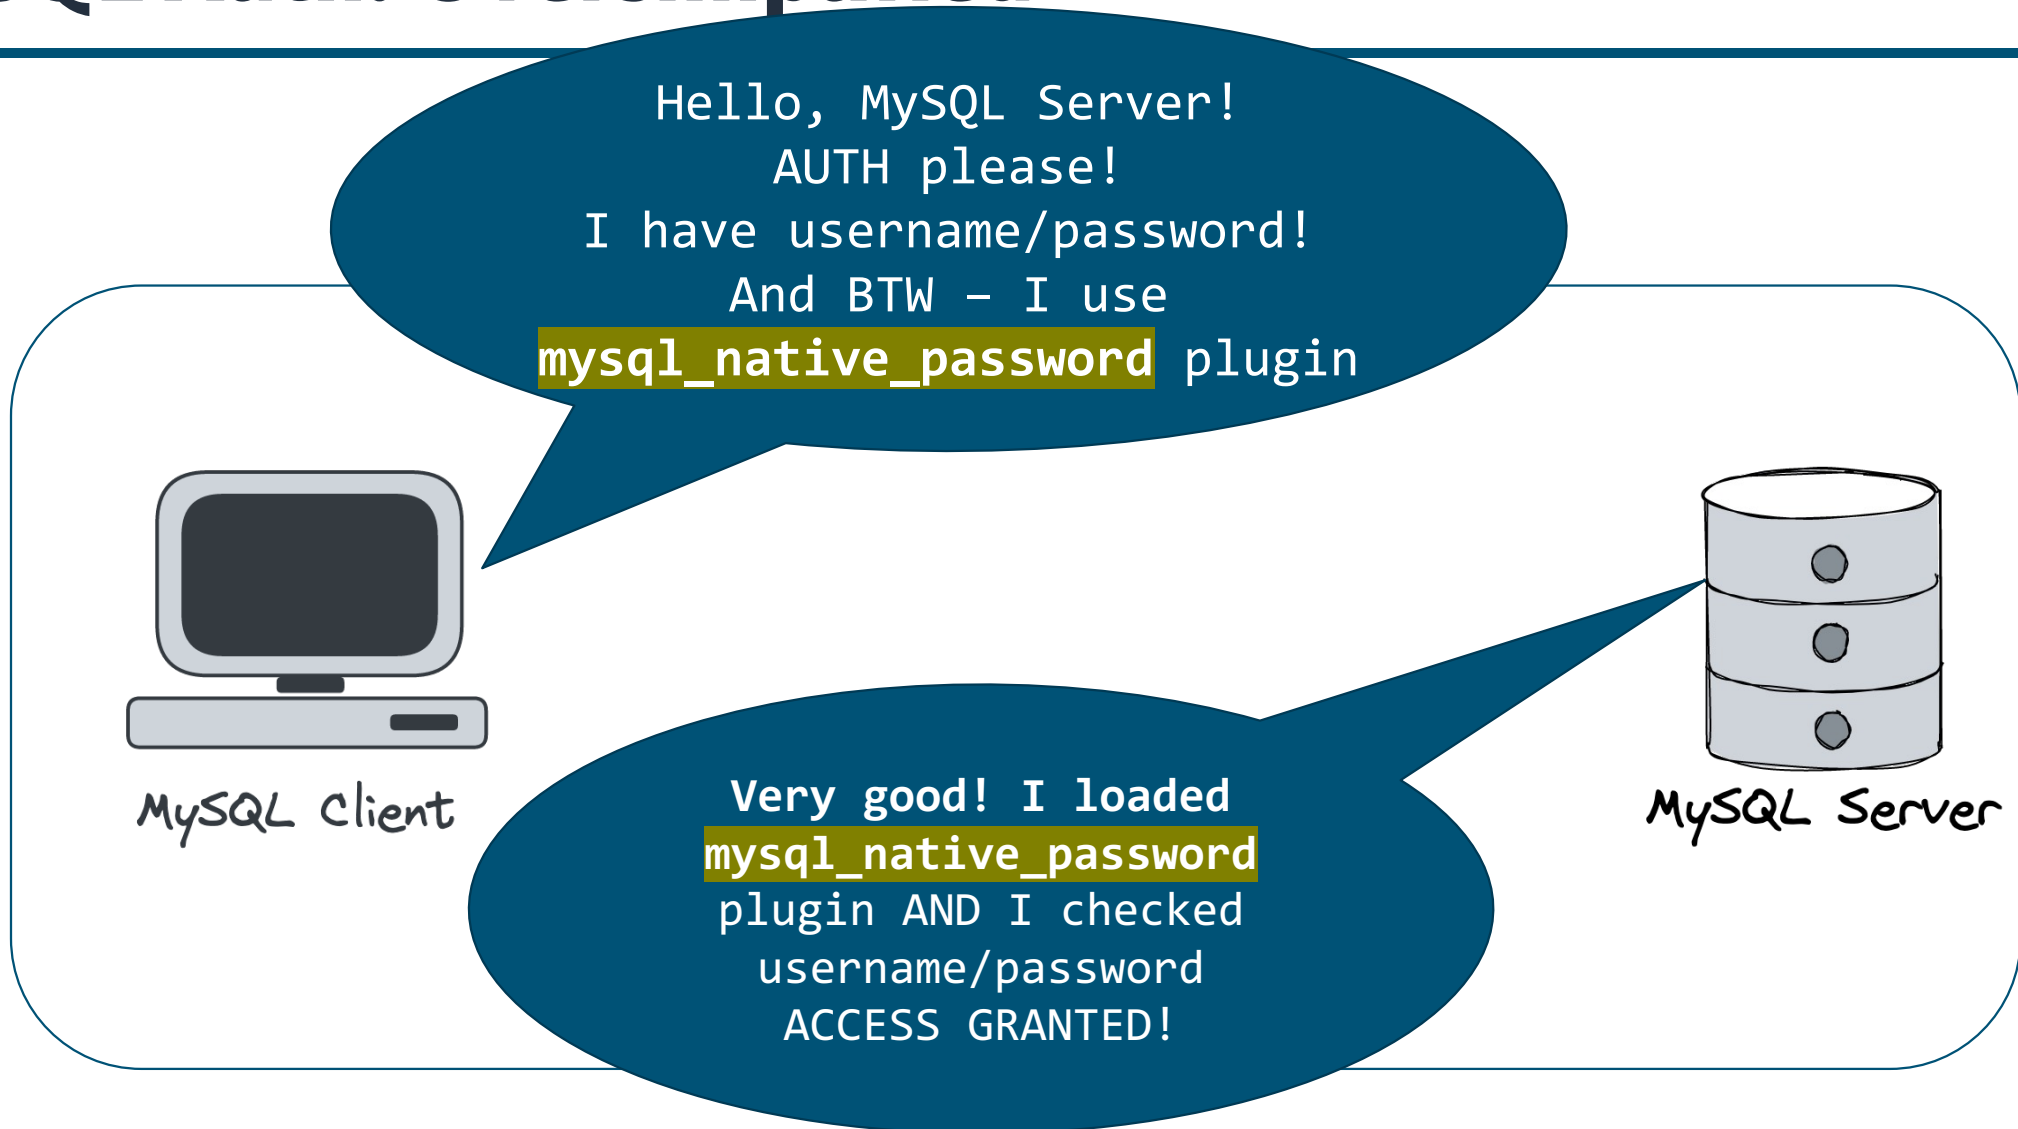 Hello, MySQL Server!
AUTH please!
I have username/password!
And BTW – I use
mysql_native_password plugin
MySQL Client
MySQL Server
Very good! I loaded
mysql_native_password
plugin AND I checked
username/password
ACCESS GRANTED!